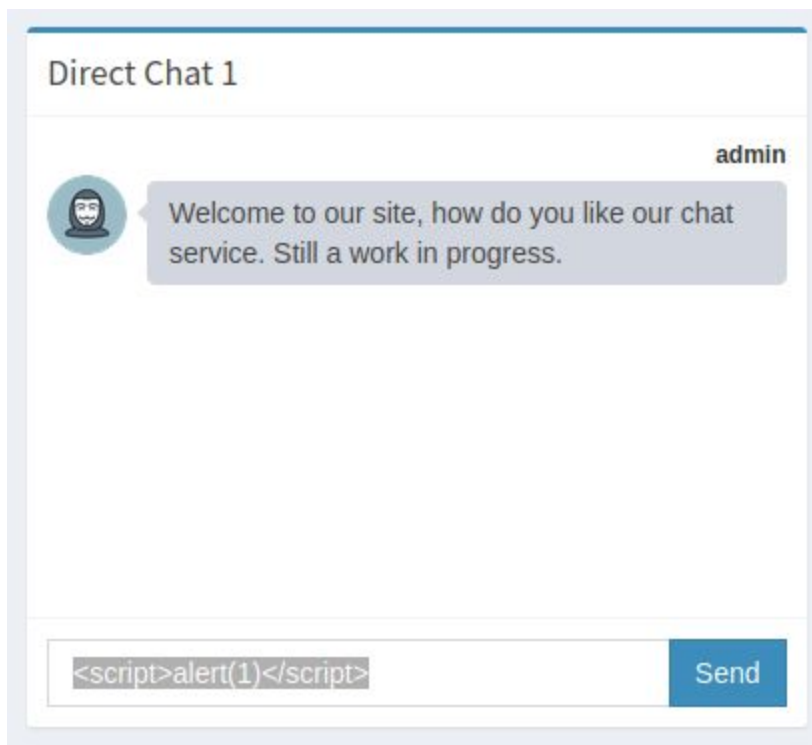 Direct Chat 1
admin
Welcome to our site, how do you like our chat
service. Still a work in progress.
<script>alert(1)</script>
Send